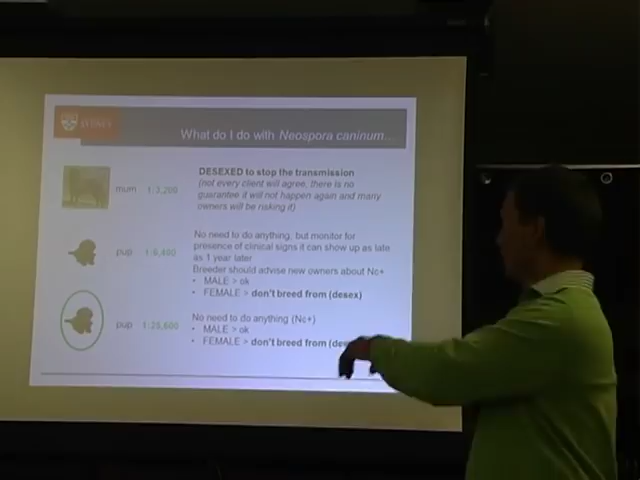 SYDNEY
What do I do with Neospora caninum...
mum 1:3,200
DESEXED to stop the transmission
(not every client will agree, there is no
guarantee it will not happen again and many
owners will be risking it)
pup 1:6,400
No need to do anything, but monitor for
presence of clinical signs it can show up as late
as 1 year later
Breeder should advise new owners about Nc+
• MALE > ok
• FEMALE > don't breed from (desex)
pup 1:25,600
No need to do anything (Nc+)
• MALE > ok
• FEMALE > don't breed from (de